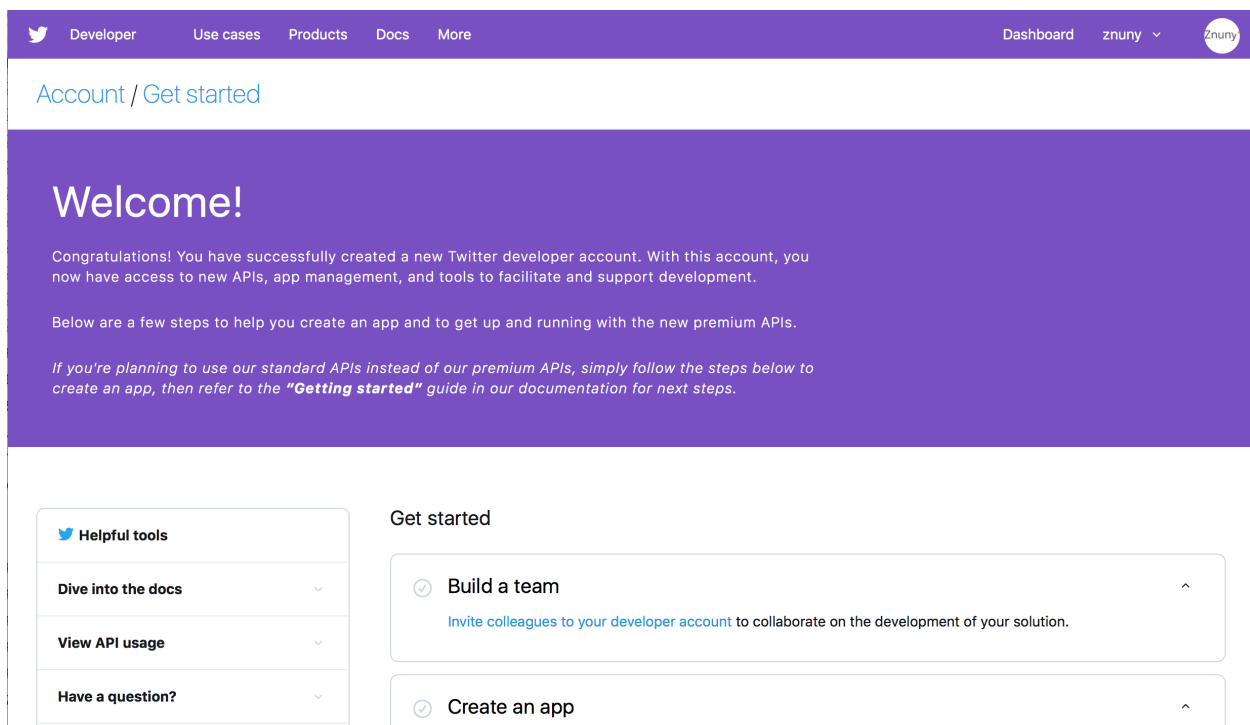 Developer Use cases Products Docs More Dashboard znuny Znuny
Account / Get started
Welcome!
Congratulations! You have successfully created a new Twitter developer account. With this account, you
now have access to new APIs, app management, and tools to facilitate and support development.
Below are a few steps to help you create an app and to get up and running with the new premium APIs.
If you're planning to use our standard APIs instead of our premium APIs, simply follow the steps below to
create an app, then refer to the “Getting started” guide in our documentation for next steps.
Helpful tools
Dive into the docs
View API usage
Have a question?
Get started
Build a team
Invite colleagues to your developer account to collaborate on the development of your solution.
Create an app